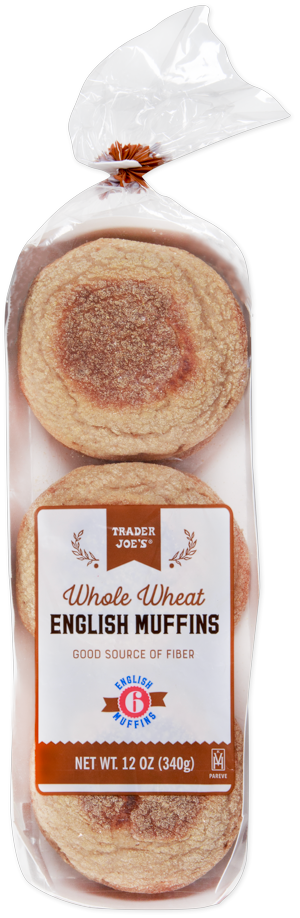 TRADER
JOE'S®
Whole Wheat
ENGLISH MUFFINS
GOOD SOURCE OF FIBER
ENGLISH
6
MUFFINS
NET WT. 12 OZ (340g)
PAREVE